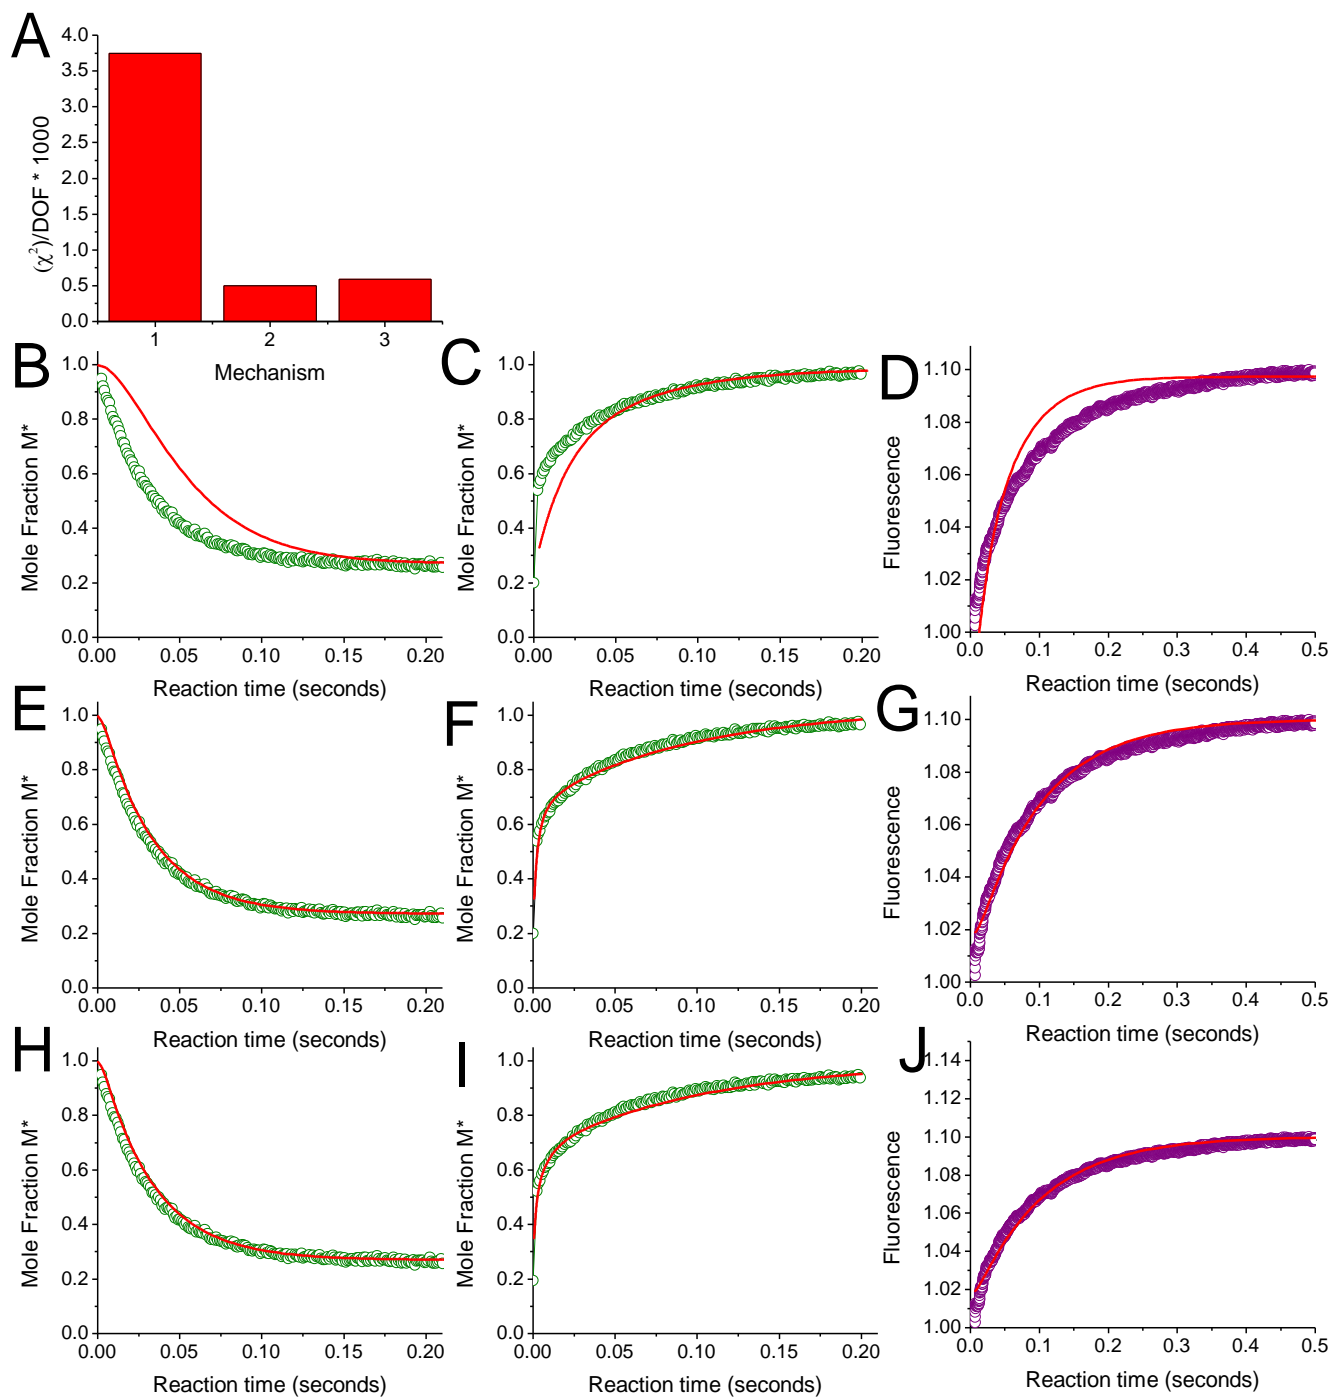 A
(χ²)/DOF * 1000
4.0
3.5
3.0
2.5
2.0
1.5
1.0
0.5
0.0
1 2 3
Mechanism
B
Mole Fraction M*
1.0
0.8
0.6
0.4
0.2
0.0
0.00 0.05 0.10 0.15 0.20
Reaction time (seconds)
C
Mole Fraction M*
1.0
0.8
0.6
0.4
0.2
0.0
0.00 0.05 0.10 0.15 0.20
Reaction time (seconds)
D
Fluorescence
1.10
1.08
1.06
1.04
1.02
1.00
0.0 0.1 0.2 0.3 0.4 0.5
Reaction time (seconds)
E
Mole Fraction M*
1.0
0.8
0.6
0.4
0.2
0.0
0.00 0.05 0.10 0.15 0.20
Reaction time (seconds)
F
Mole Fraction M*
1.0
0.8
0.6
0.4
0.2
0.0
0.00 0.05 0.10 0.15 0.20
Reaction time (seconds)
G
Fluorescence
1.10
1.08
1.06
1.04
1.02
1.00
0.0 0.1 0.2 0.3 0.4 0.5
Reaction time (seconds)
H
Mole Fraction M*
1.0
0.8
0.6
0.4
0.2
0.0
0.00 0.05 0.10 0.15 0.20
Reaction time (seconds)
I
Mole Fraction M*
1.0
0.8
0.6
0.4
0.2
0.0
0.00 0.05 0.10 0.15 0.20
Reaction time (seconds)
J
Fluorescence
1.14
1.12
1.10
1.08
1.06
1.04
1.02
1.00
0.0 0.1 0.2 0.3 0.4 0.5
Reaction time (seconds)